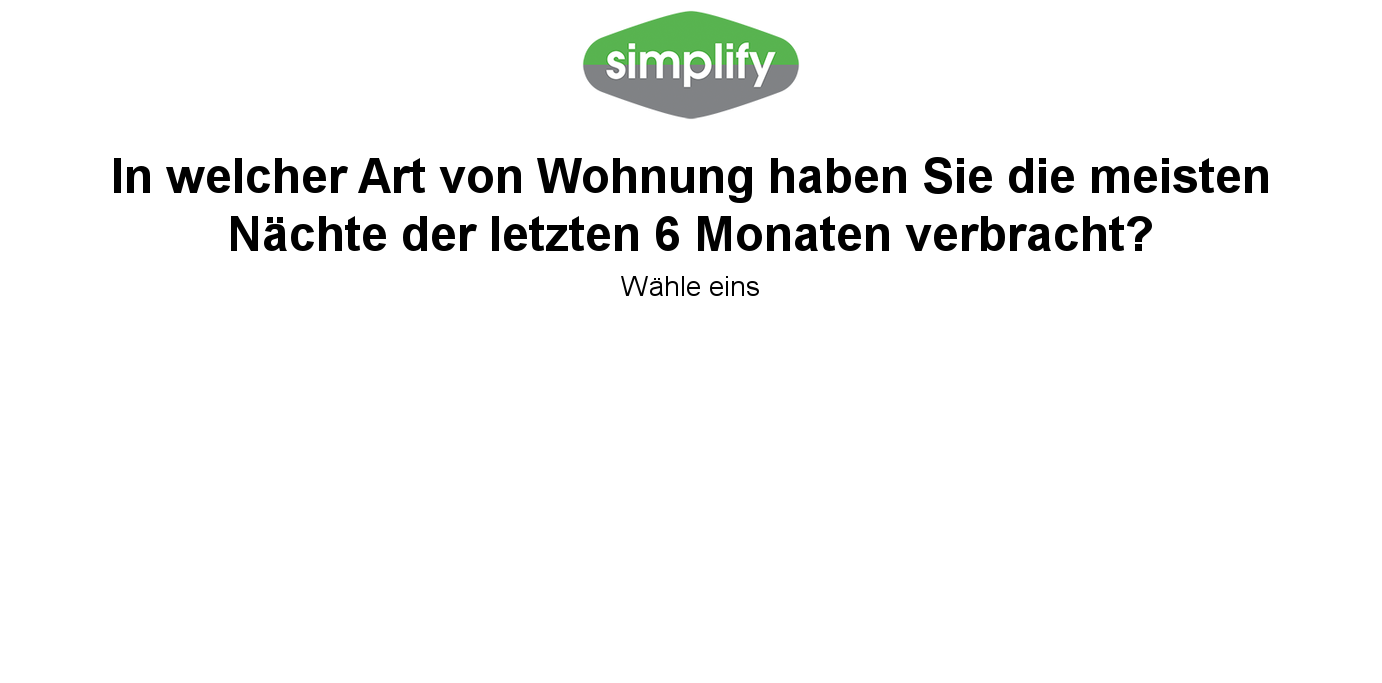 simplify
In welcher Art von Wohnung haben Sie die meisten
Nächte der letzten 6 Monaten verbracht?
Wähle eins